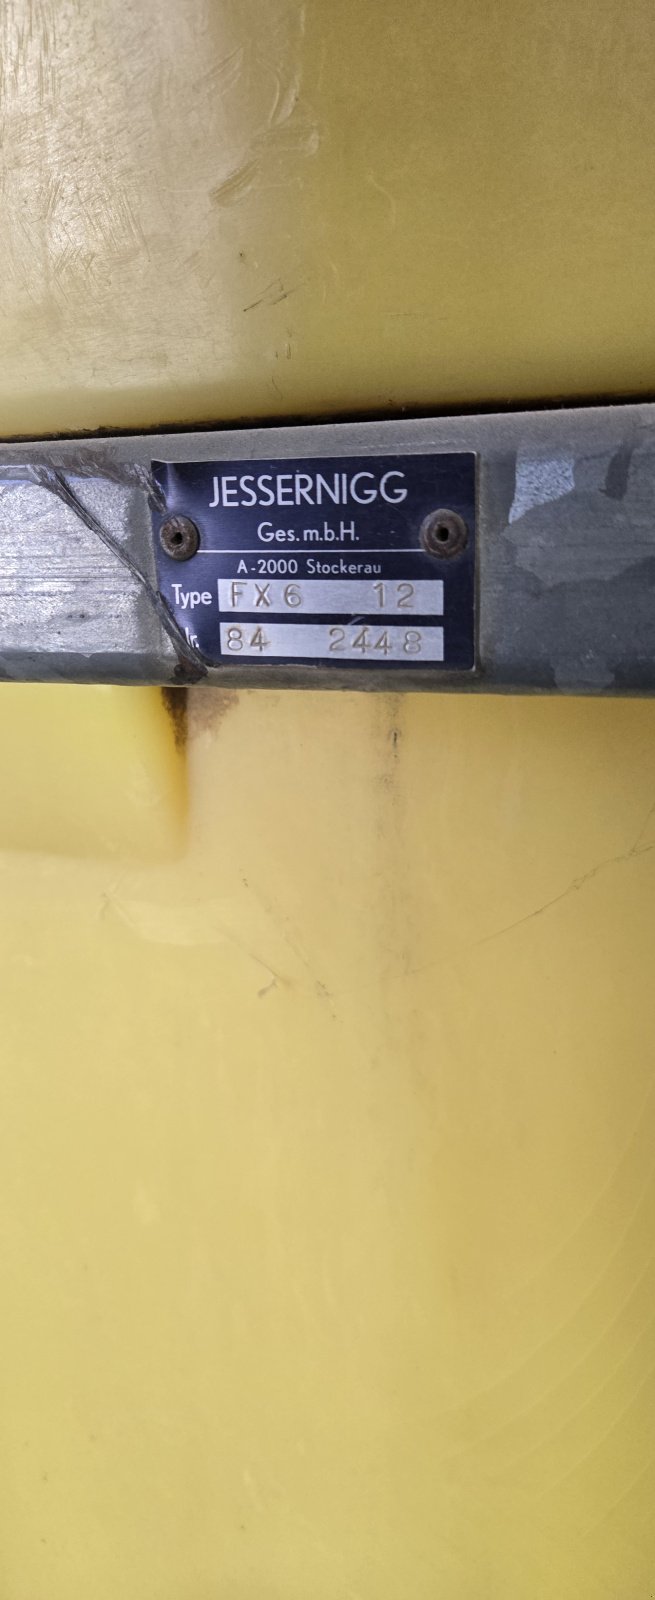 JESSERNIGG
Ges.m.b.H.
A-2000 Stockerau
Type FX6 12
84 2448